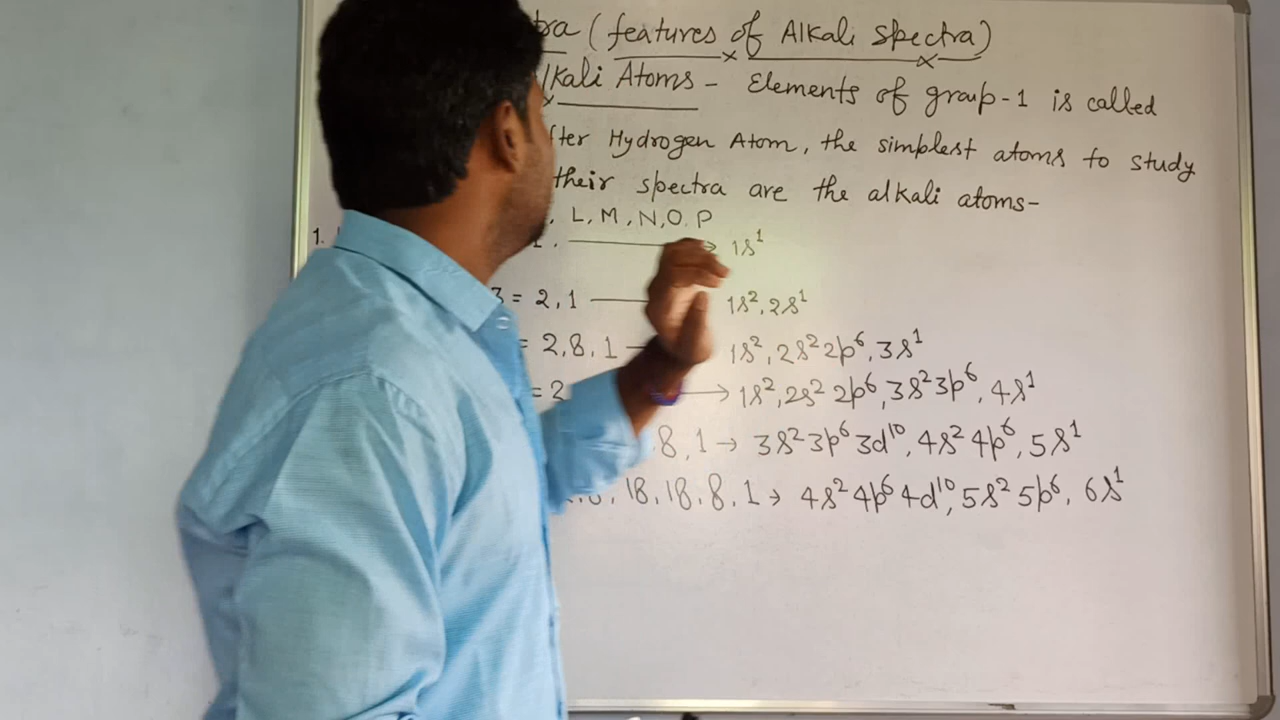 tra (features of Alkali spectra)
lkali Atoms - Elements of group-1 is called
fter Hydrogen Atom, the simplest atoms to study
their spectra are the alkali atoms-
, L, M, N, O, P
1. 1, → 1s¹
3 = 2, 1 1s², 2s¹
= 2, 8, 1 1s², 2s² 2p⁶, 3s¹
= 2 → 1s², 2s² 2p⁶, 3s² 3p⁶, 4s¹
8, 1 → 3s² 3p⁶ 3d¹⁰, 4s² 4p⁶, 5s¹
18, 18, 8, 1 → 4s² 4p⁶ 4d¹⁰, 5s² 5p⁶, 6s¹